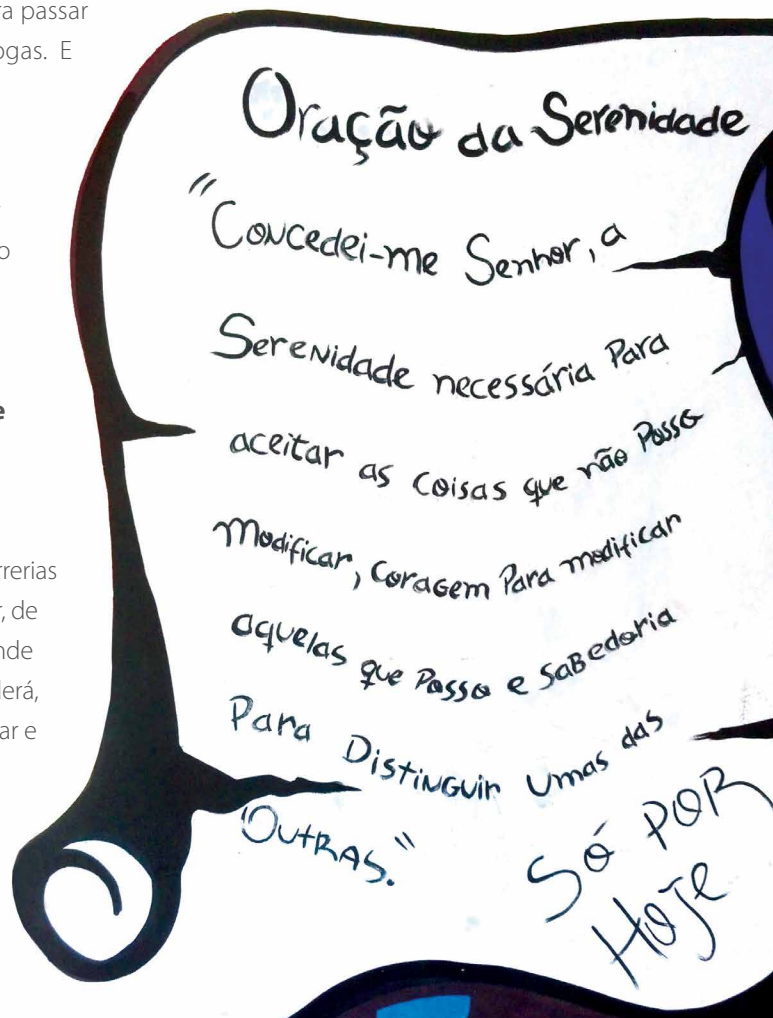 ra passar
ogas. E
o
e
rrerias
r, de
nde
lerá,
ar e
Oração da Serenidade
"Concedei-me Senhor, a
Serenidade necessária Para
aceitar as coisas que não Posso
Modificar, Coragem Para modificar
aquelas que Posso e SaBedoria
Para Distinguir Umas das
OutRAS."
Só POR
HoJe